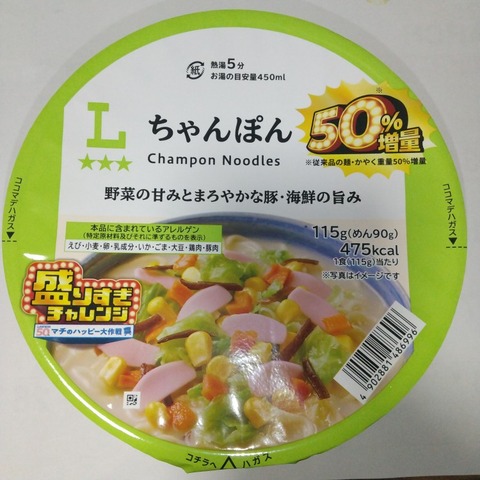 紙
熱湯5分
お湯の目安量450ml
L
★★★
ちゃんぽん
Champon Noodles
※
50%
増量
※従来品の麺・かやく重量50%増量
野菜の甘みとまろやかな豚・海鮮の旨み
本品に含まれているアレルゲン
(特定原材料及びそれに準ずるものを表示)
えび・小麦・卵・乳成分・いか・ごま・大豆・鶏肉・豚肉
115g(めん90g)
475kcal
1食(115g)当たり
※写真はイメージです
盛りすぎ
チャレンジ
50
マチのハッピー大作戦
4902881486996
ココマデハガス
ココマデハガス
コチラヘ ハガス